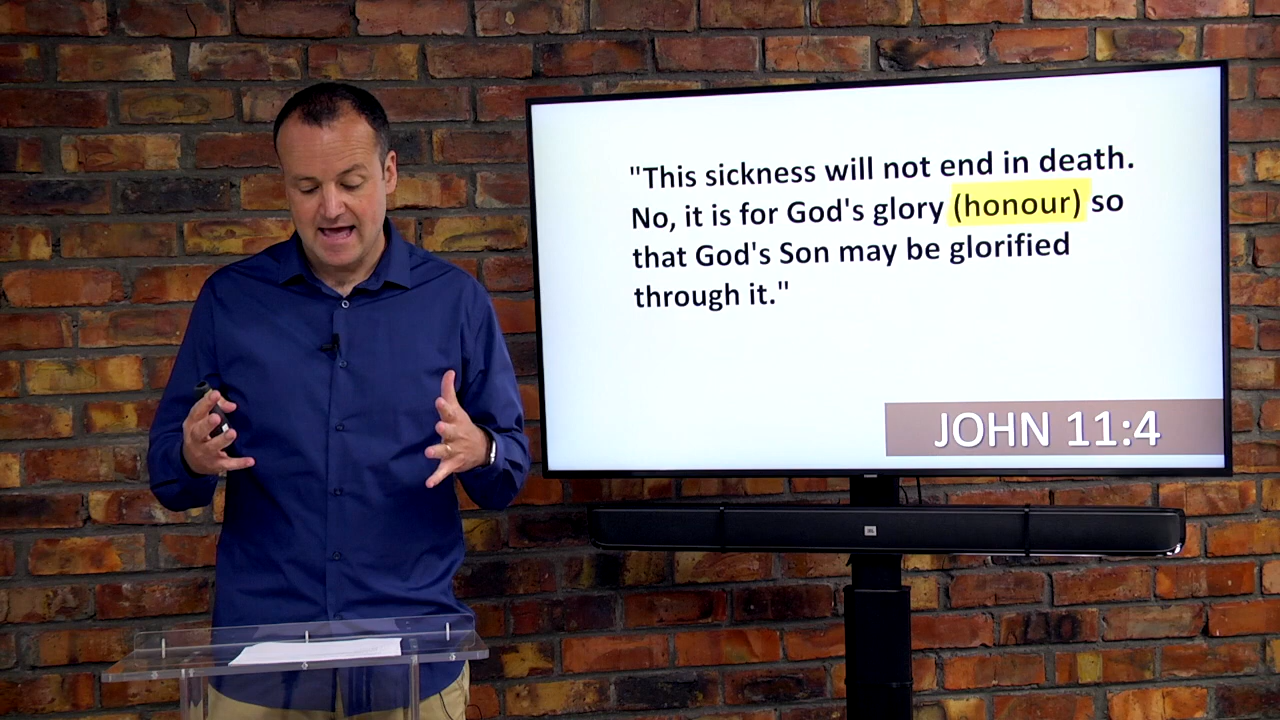 "This sickness will not end in death.
No, it is for God's glory (honour) so
that God's Son may be glorified
through it."
JOHN 11:4
JBL